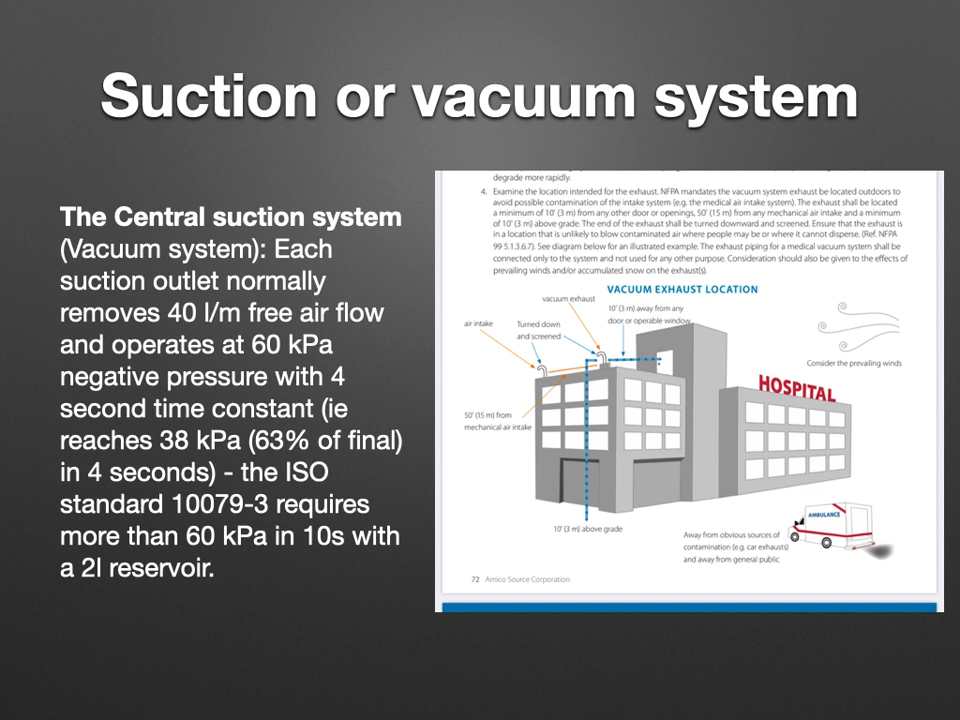 Suction or vacuum system
The Central suction system
(Vacuum system): Each
suction outlet normally
removes 40 l/m free air flow
and operates at 60 kPa
negative pressure with 4
second time constant (ie
reaches 38 kPa (63% of final)
in 4 seconds) - the ISO
standard 10079-3 requires
more than 60 kPa in 10s with
a 2l reservoir.
degrade more rapidly.
4. Examine the location intended for the exhaust. NFPA mandates the vacuum system exhaust be located outdoors to
avoid possible contamination of the intake system (e.g. the medical air intake system). The exhaust shall be located
a minimum of 10' (3 m) from any other door or openings, 50' (15 m) from any mechanical air intake and a minimum
of 10' (3 m) above grade. The end of the exhaust shall be turned downward and screened. Ensure that the exhaust is
in a location that is unlikely to blow contaminated air where people may be or where it cannot disperse. (Ref. NFPA
99 5.1.3.6.7). See diagram below for an illustrated example. The exhaust piping for a medical vacuum system shall be
connected only to the system and not used for any other purpose. Consideration should also be given to the effects of
prevailing winds and/or accumulated snow on the exhaust(s).
VACUUM EXHAUST LOCATION
vacuum exhaust
10' (3 m) away from any
door or operable window
air intake
Turned down
and screened
Consider the prevailing winds
HOSPITAL
50' (15 m) from
mechanical air intake
AMBULANCE
10' (3 m) above grade
Away from obvious sources of
contamination (e.g. car exhausts)
and away from general public
72 Amico Source Corporation